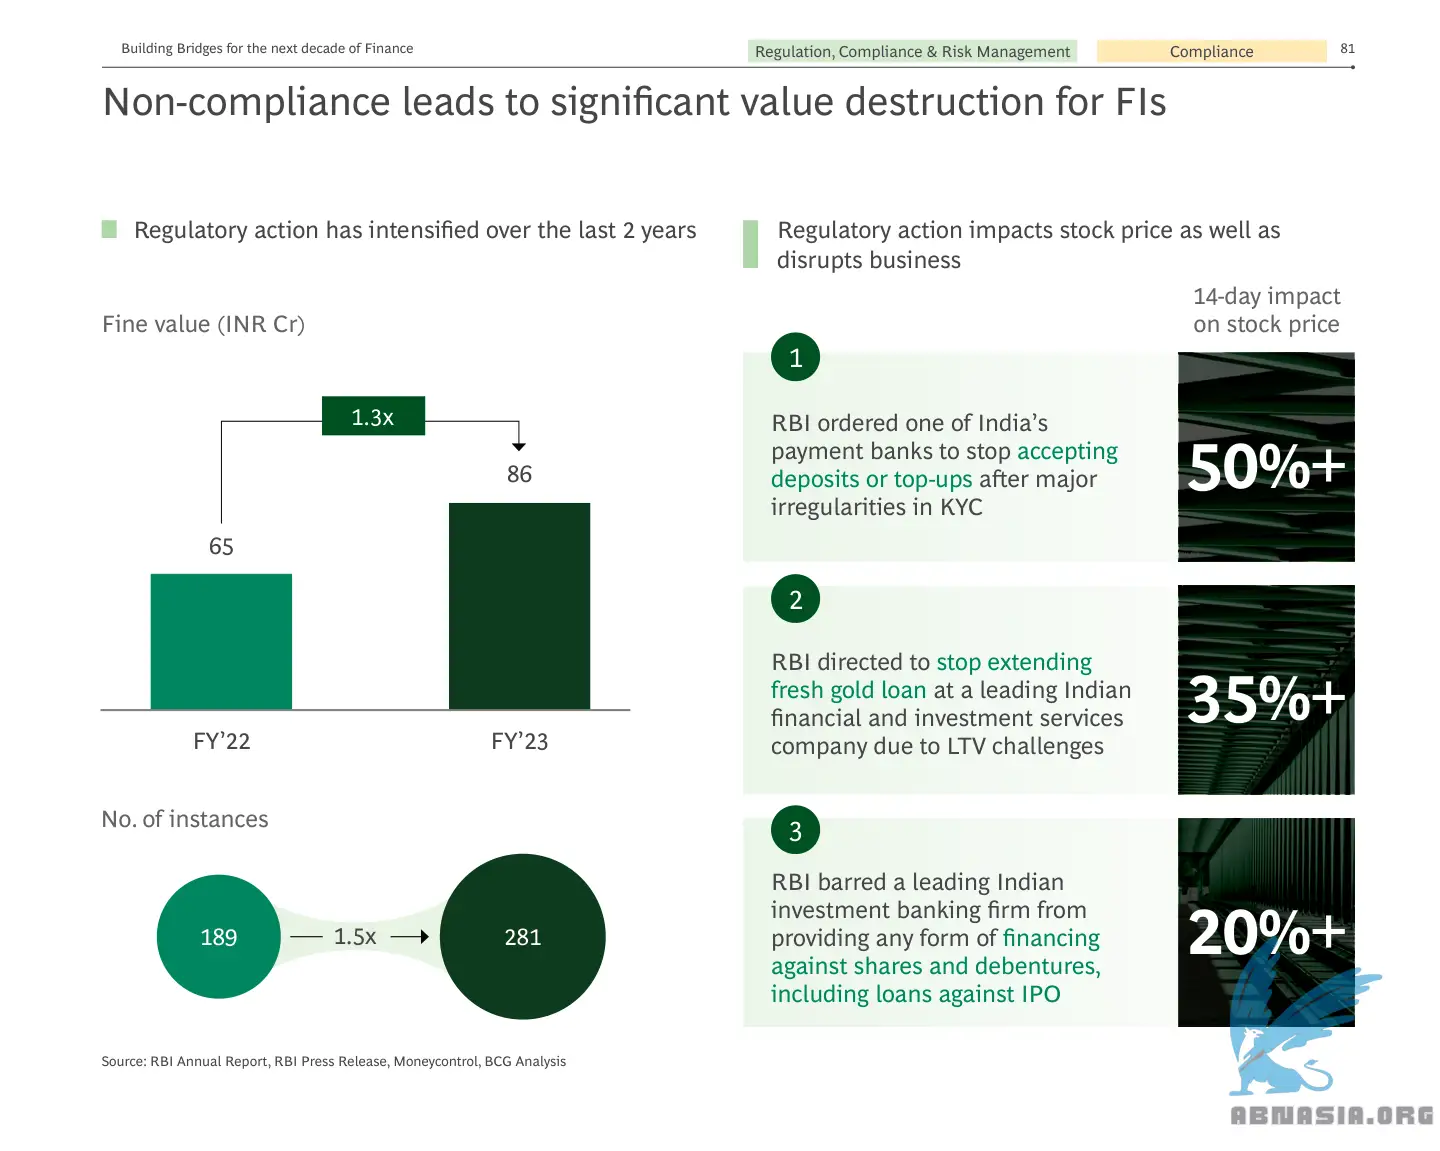 Building Bridges for the next decade of Finance
Regulation, Compliance & Risk Management
Compliance
81
Non-compliance leads to significant value destruction for FIs
Regulatory action has intensified over the last 2 years
Fine value (INR Cr)
1.3x
65
86
FY’22
FY’23
No. of instances
189
1.5x
281
Regulatory action impacts stock price as well as
disrupts business
14-day impact
on stock price
1
RBI ordered one of India’s
payment banks to stop accepting
deposits or top-ups after major
irregularities in KYC
50%+
2
RBI directed to stop extending
fresh gold loan at a leading Indian
financial and investment services
company due to LTV challenges
35%+
3
RBI barred a leading Indian
investment banking firm from
providing any form of financing
against shares and debentures,
including loans against IPO
20%+
Source: RBI Annual Report, RBI Press Release, Moneycontrol, BCG Analysis
ABNASIA.ORG